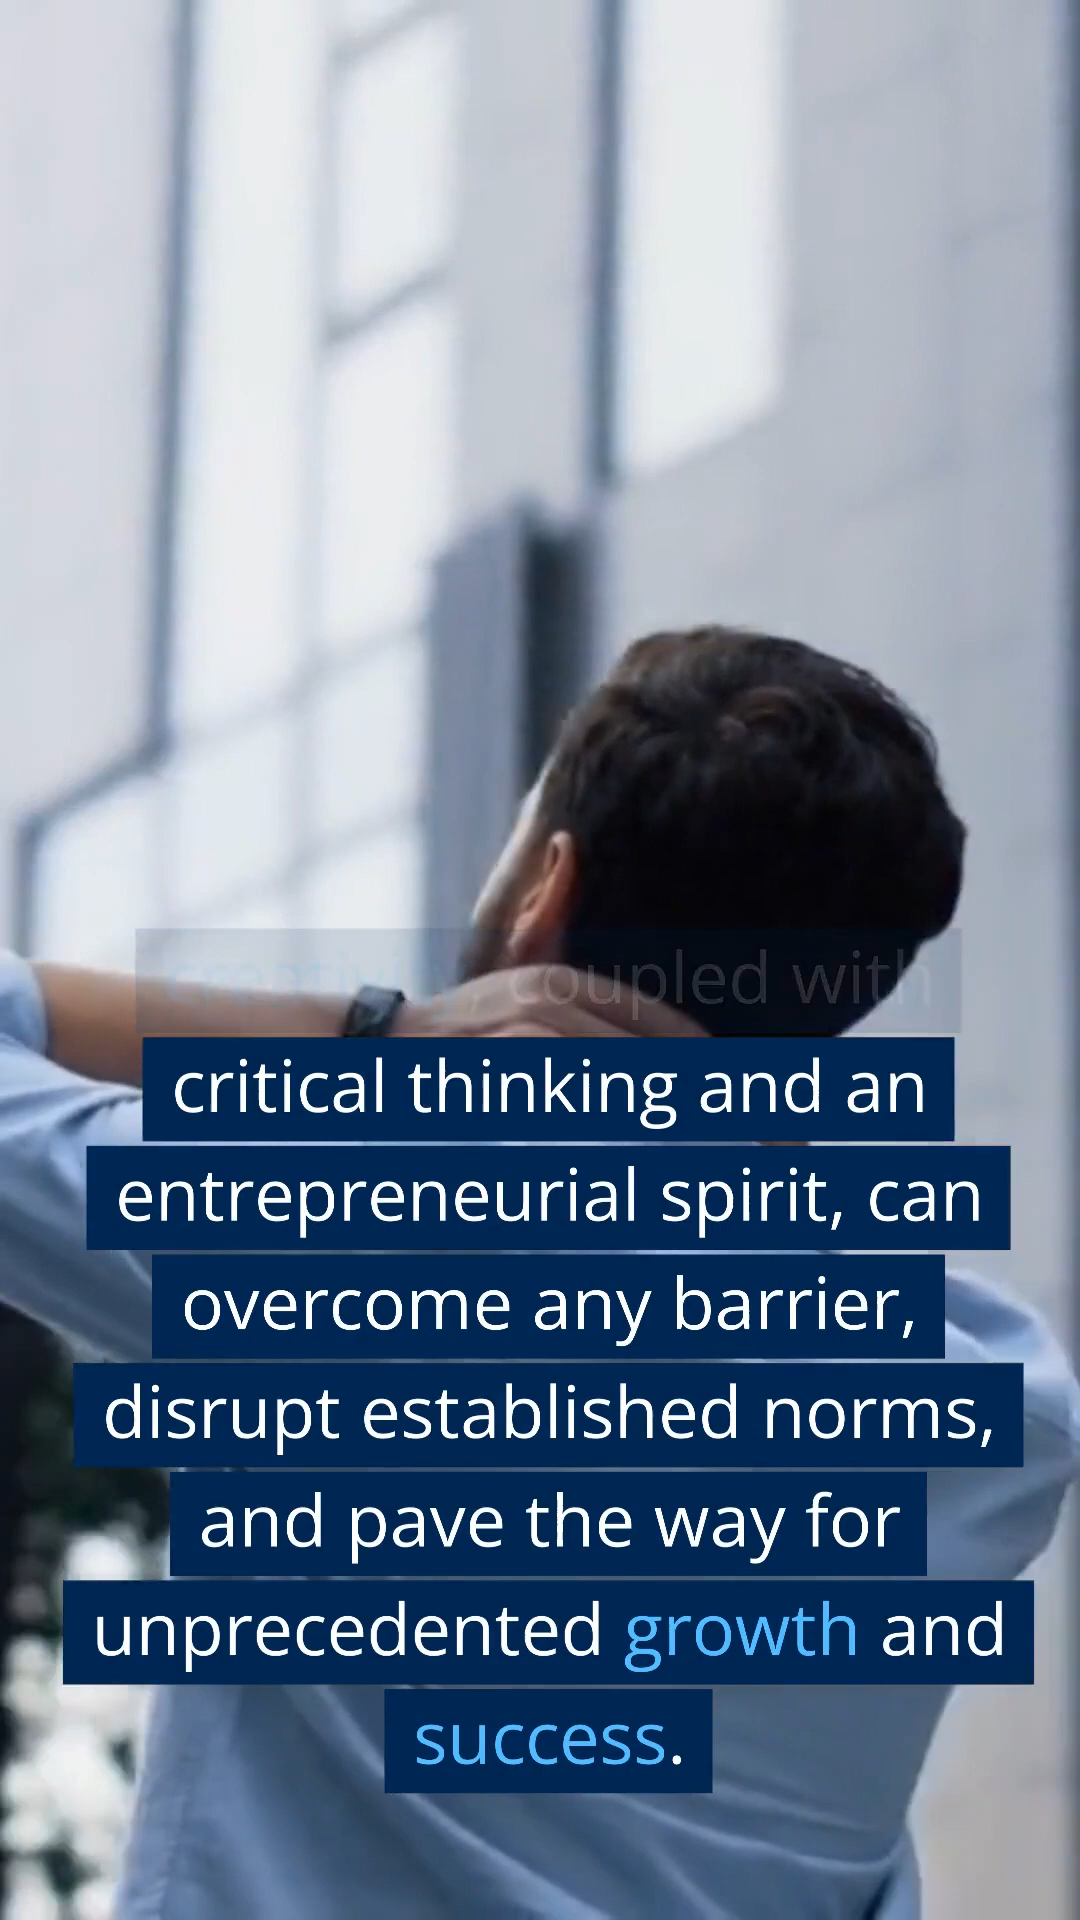 creativity, coupled with
critical thinking and an
entrepreneurial spirit, can
overcome any barrier,
disrupt established norms,
and pave the way for
unprecedented growth and
success.